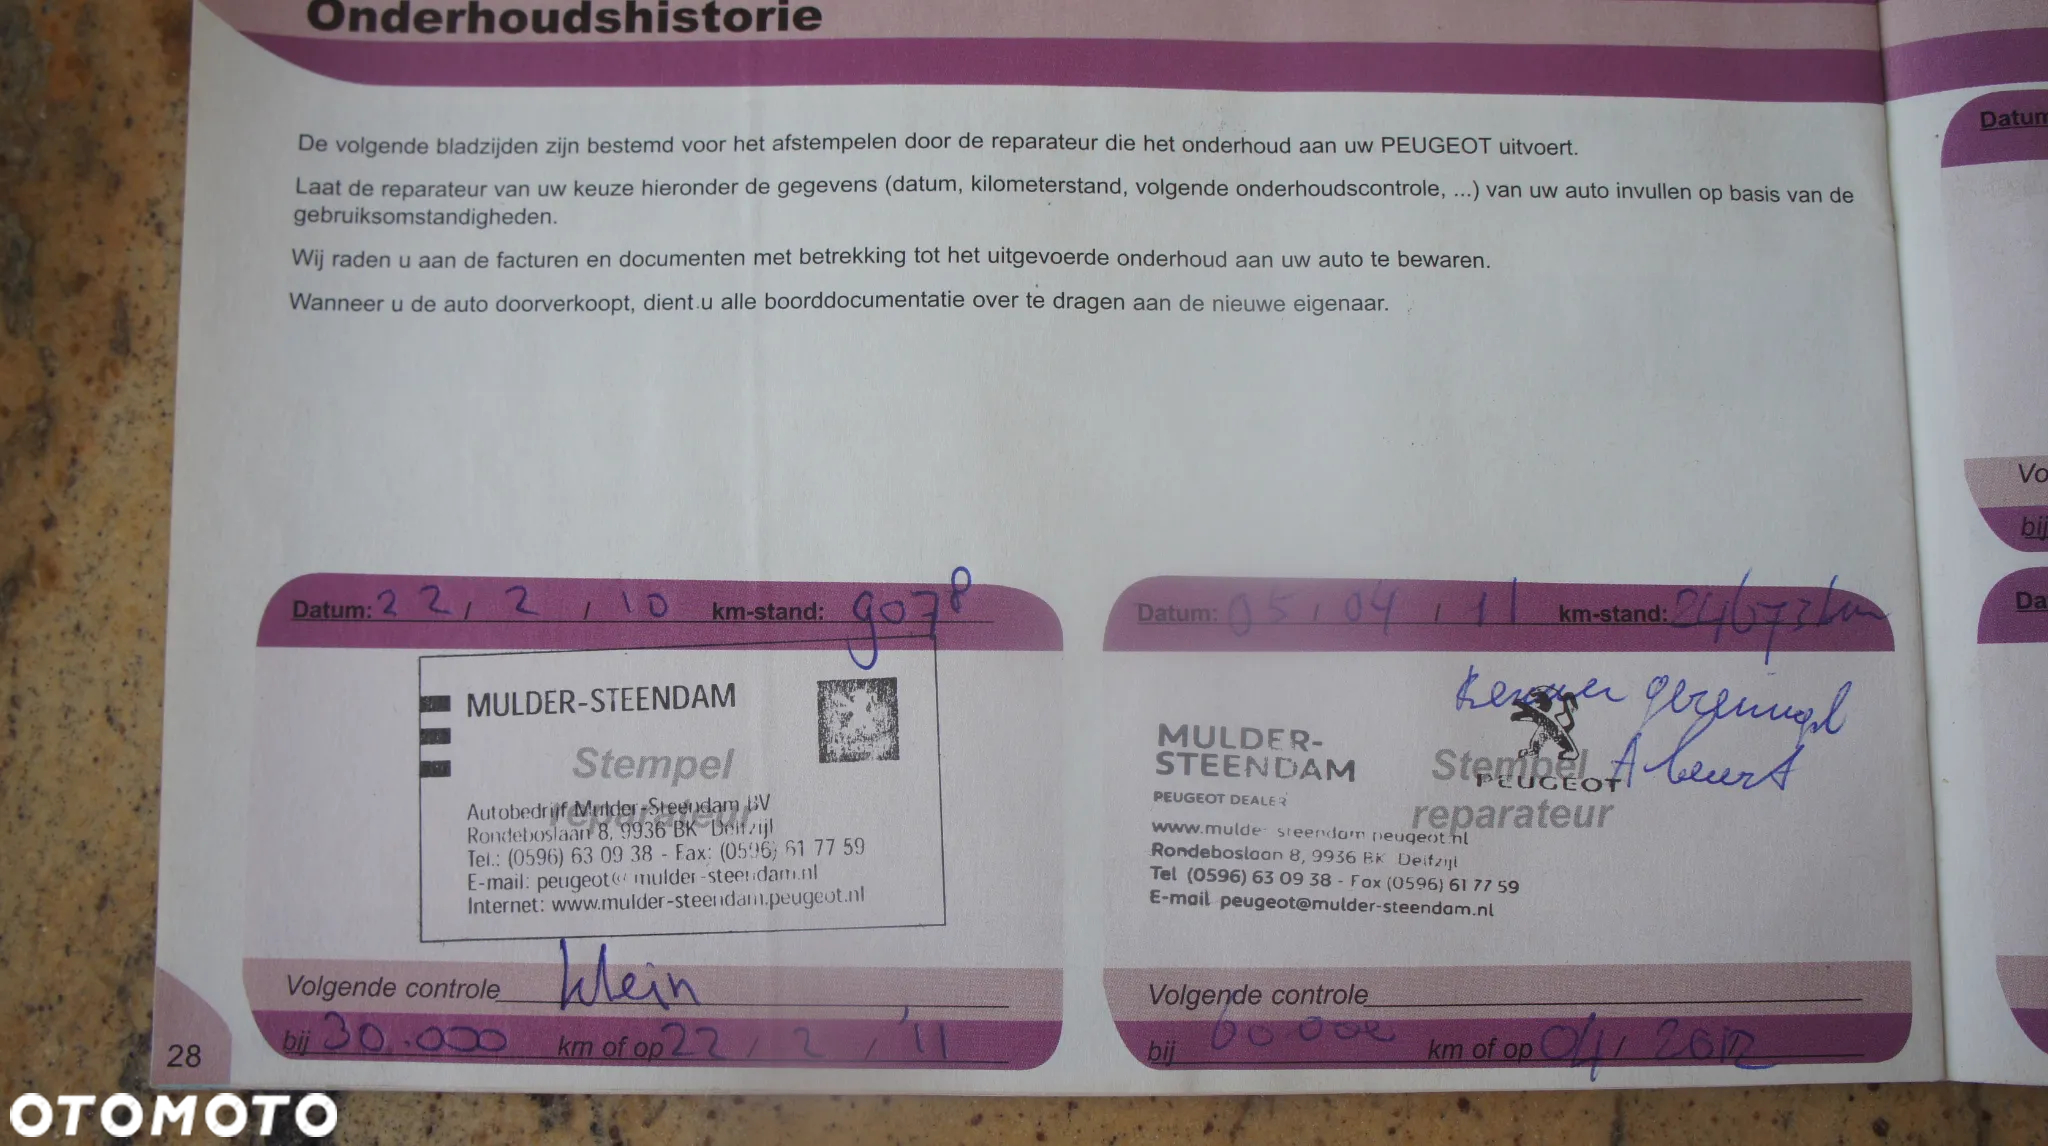 Onderhoudshistorie
De volgende bladzijden zijn bestemd voor het afstempelen door de reparateur die het onderhoud aan uw PEUGEOT uitvoert.
Laat de reparateur van uw keuze hieronder de gegevens (datum, kilometerstand, volgende onderhoudscontrole, ...) van uw auto invullen op basis van de
gebruiksomstandigheden.
Wij raden u aan de facturen en documenten met betrekking tot het uitgevoerde onderhoud aan uw auto te bewaren.
Wanneer u de auto doorverkoopt, dient u alle boorddocumentatie over te dragen aan de nieuwe eigenaar.
Datum: 22 / 2 / 10 km-stand: 9078
MULDER-STEENDAM
Stempel
reparateur
Autobedrijf Mulder-Steendam BV
Rondeboslaan 8, 9936 BK Delfzijl
Tel.: (0596) 63 09 38 - Fax: (0596) 61 77 59
E-mail: peugeot@mulder-steendam.nl
Internet: www.mulder-steendam.peugeot.nl
Volgende controle klein
bij 30.000 km of op 22 / 2 / '11
Datum: 05 / 04 / 11 km-stand: 24673 km
gereinigd
MULDER-
STEENDAM
PEUGEOT DEALER
Stempel
reparateur
PEUGEOT
www.mulder-steendam.peugeot.nl
Rondeboslaan 8, 9936 BK Delfzijl
Tel (0596) 63 09 38 - Fax (0596) 61 77 59
E-mail peugeot@mulder-steendam.nl
Volgende controle
bij 60.000 km of op 04 / 2012
28
Datum
Vo
bij
Da
OTOMOTO